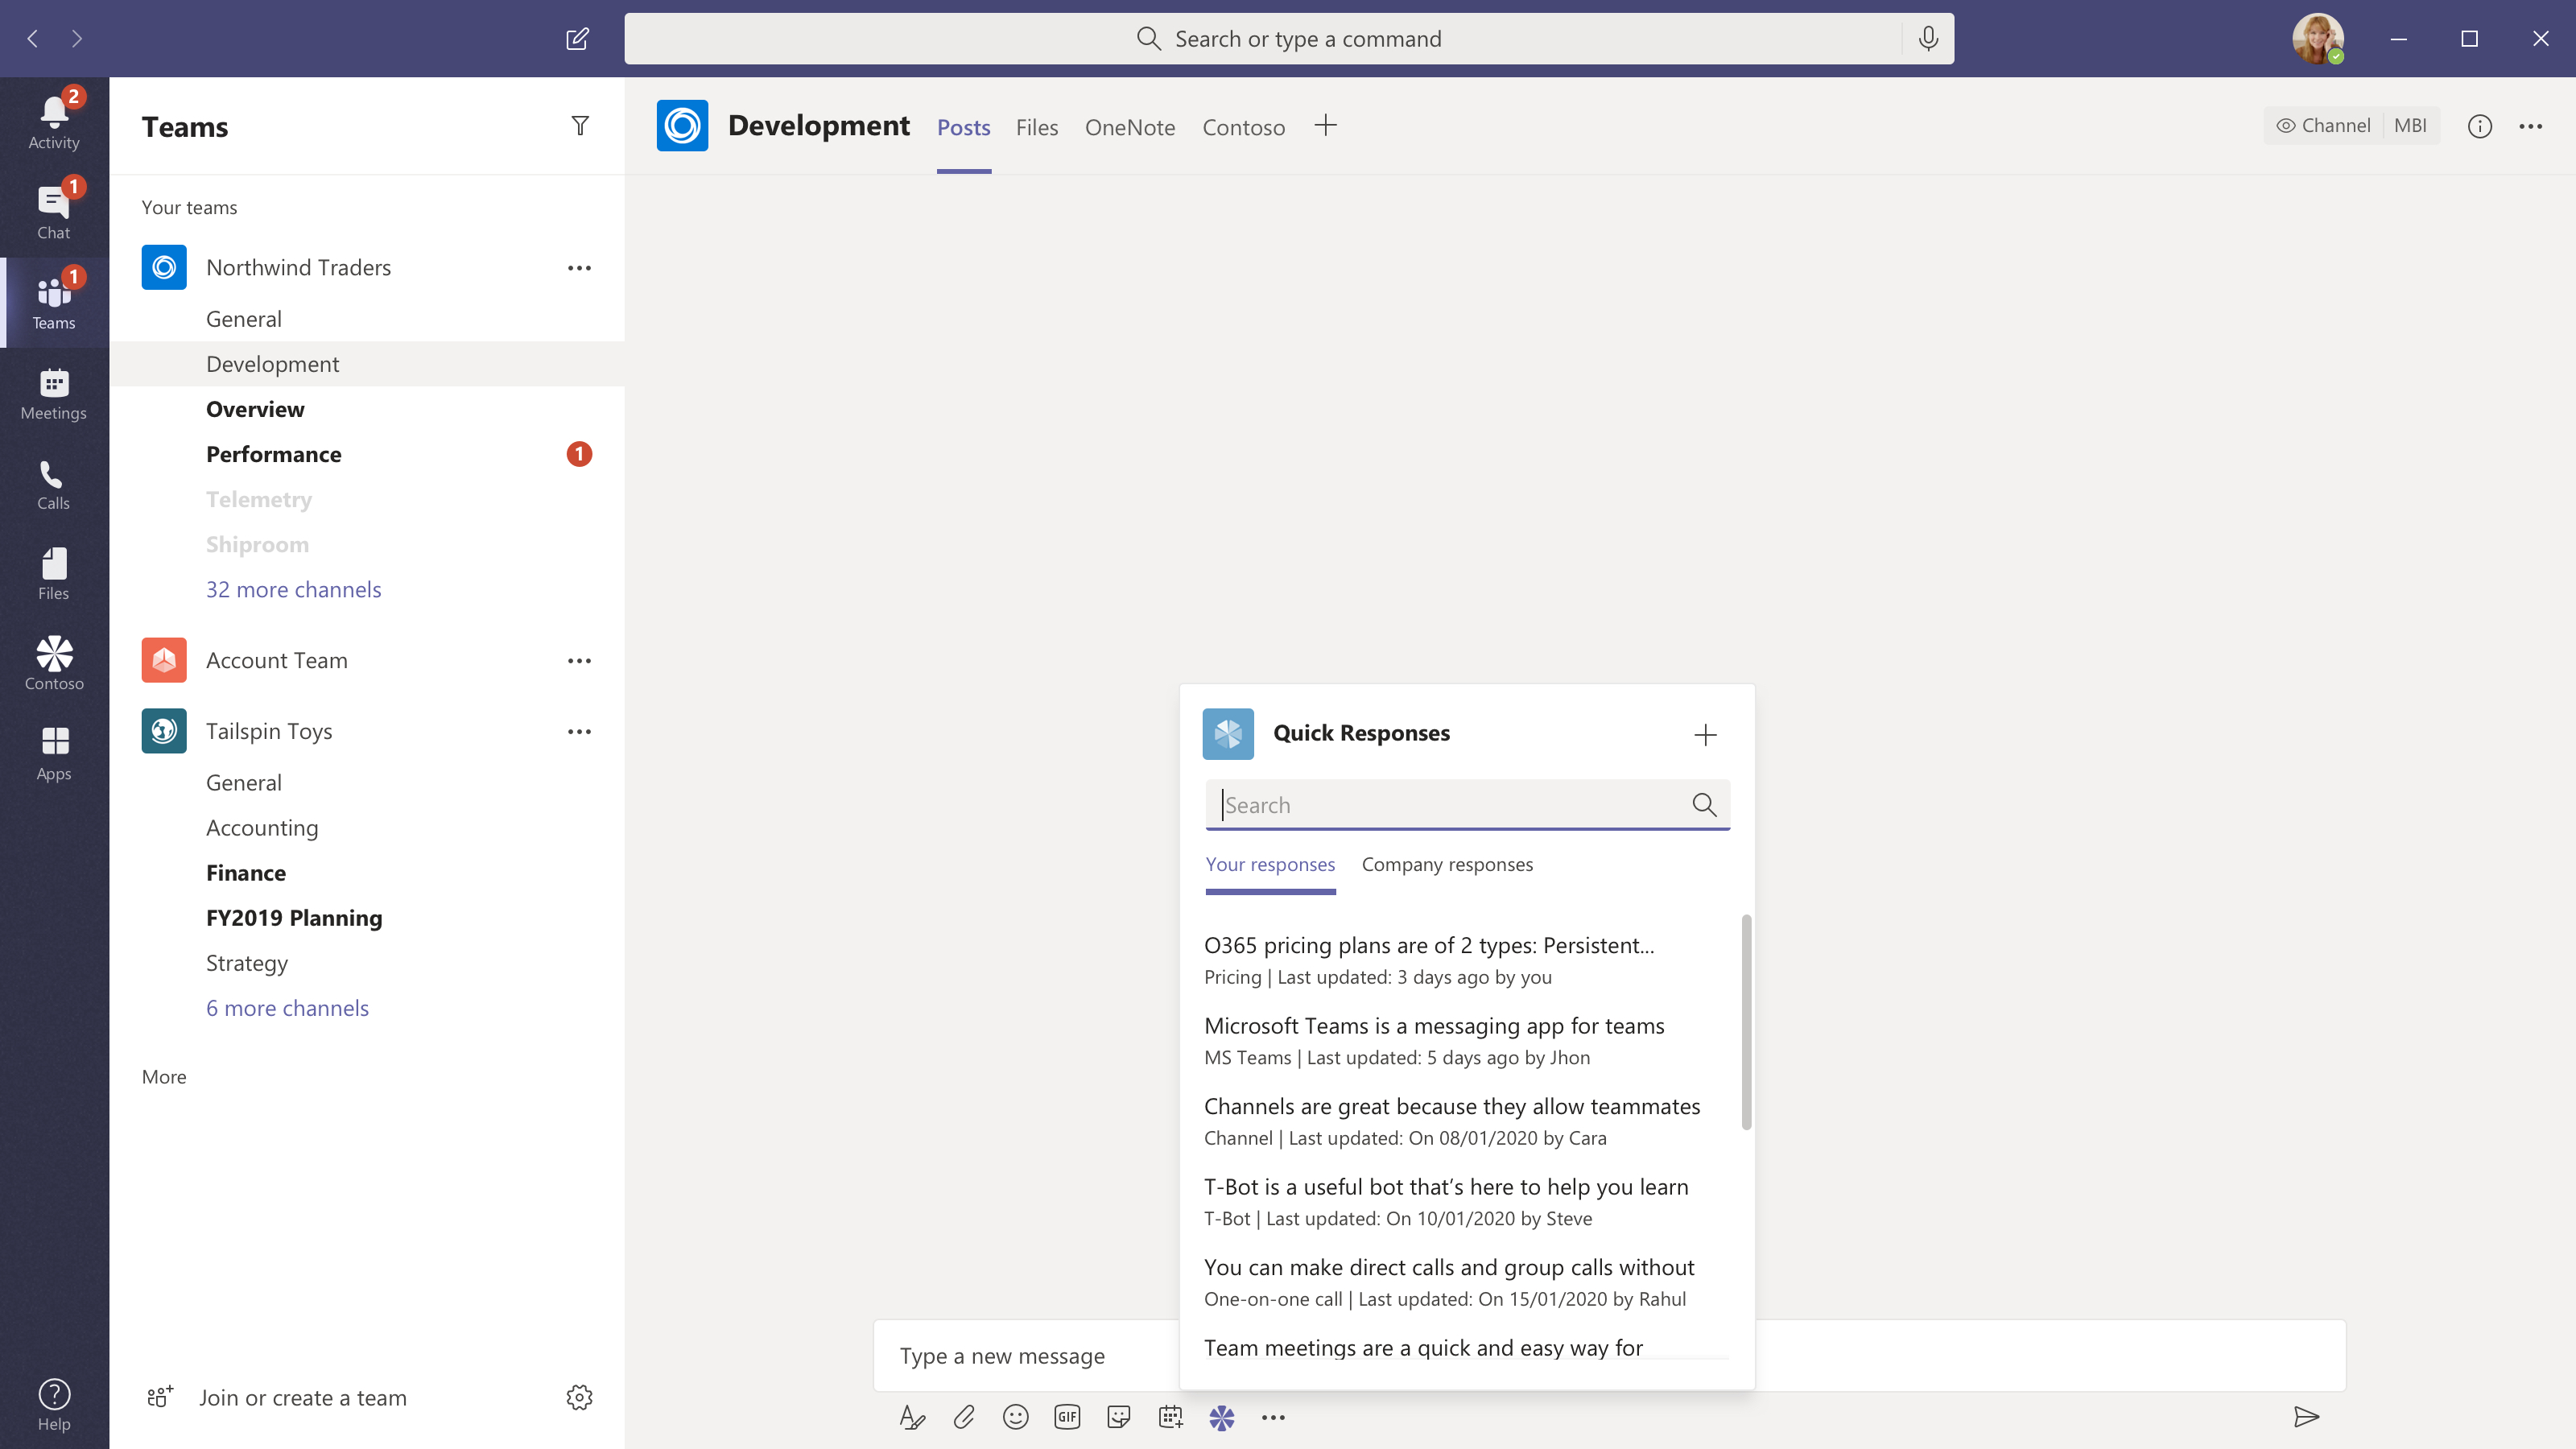 Search or type a command
2
Activity
1
Chat
1
Teams
Meetings
Calls
Files
Contoso
Apps
Help
Teams
Your teams
Northwind Traders
General
Development
Overview
Performance
1
Telemetry
Shiproom
32 more channels
Account Team
Tailspin Toys
General
Accounting
Finance
FY2019 Planning
Strategy
6 more channels
More
Join or create a team
Development
Posts
Files
OneNote
Contoso
Channel
MBI
Quick Responses
Search
Your responses
Company responses
O365 pricing plans are of 2 types: Persistent...
Pricing | Last updated: 3 days ago by you
Microsoft Teams is a messaging app for teams
MS Teams | Last updated: 5 days ago by Jhon
Channels are great because they allow teammates
Channel | Last updated: On 08/01/2020 by Cara
T-Bot is a useful bot that’s here to help you learn
T-Bot | Last updated: On 10/01/2020 by Steve
You can make direct calls and group calls without
One-on-one call | Last updated: On 15/01/2020 by Rahul
Team meetings are a quick and easy way for
Type a new message
GIF